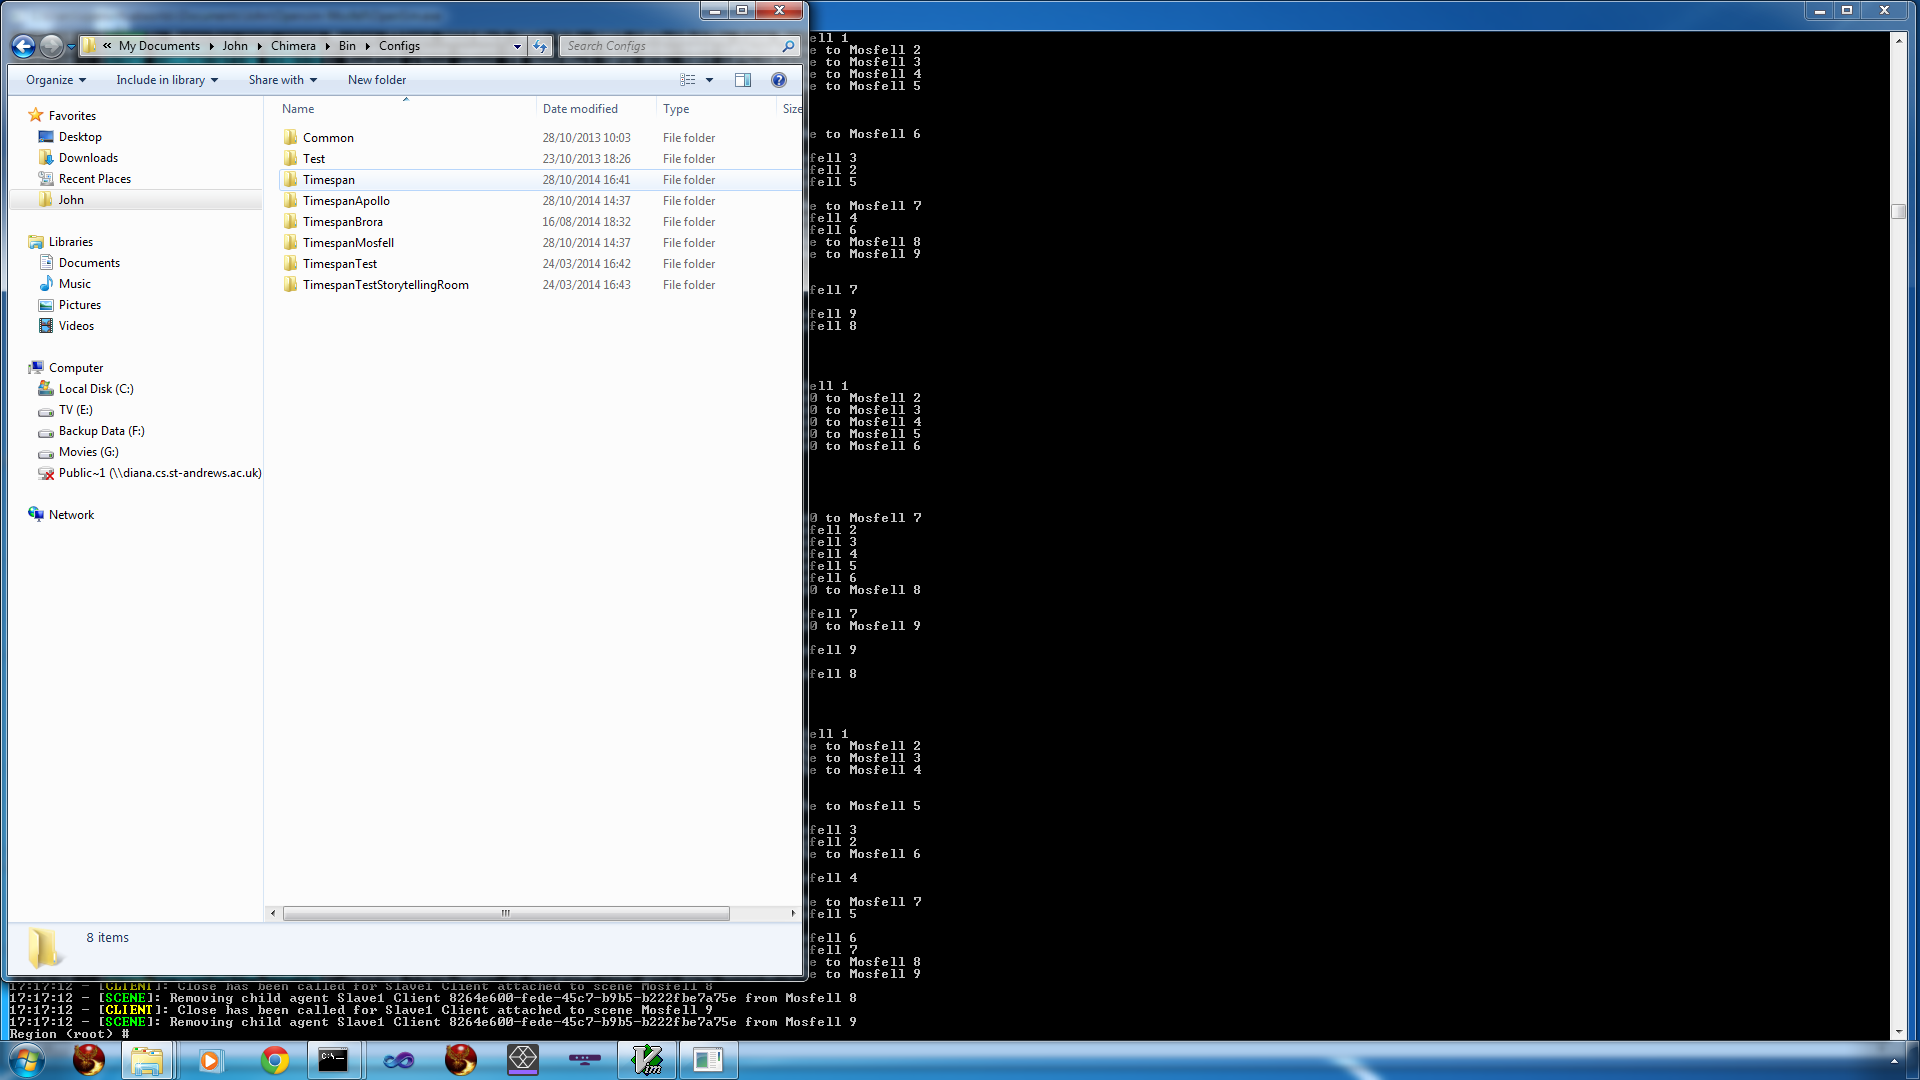 « My Documents John Chimera Bin Configs
Search Configs
Organize Include in library Share with New folder
Favorites
Desktop
Downloads
Recent Places
John
Libraries
Documents
Music
Pictures
Videos
Computer
Local Disk (C:)
TV (E:)
Backup Data (F:)
Movies (G:)
Public~1 (\\diana.cs.st-andrews.ac.uk)
Network
Name Date modified Type Size
Common 28/10/2013 10:03 File folder
Test 23/10/2013 18:26 File folder
Timespan 28/10/2014 16:41 File folder
TimespanApollo 28/10/2014 14:37 File folder
TimespanBrora 16/08/2014 18:32 File folder
TimespanMosfell 28/10/2014 14:37 File folder
TimespanTest 24/03/2014 16:42 File folder
TimespanTestStorytellingRoom 24/03/2014 16:43 File folder
8 items
ell 1
e to Mosfell 2
e to Mosfell 3
e to Mosfell 4
e to Mosfell 5
e to Mosfell 6
fell 3
fell 2
fell 5
e to Mosfell 7
fell 4
fell 6
e to Mosfell 8
e to Mosfell 9
fell 7
fell 9
fell 8
ell 1
0 to Mosfell 2
0 to Mosfell 3
0 to Mosfell 4
0 to Mosfell 5
0 to Mosfell 6
0 to Mosfell 7
fell 2
fell 3
fell 4
fell 5
fell 6
0 to Mosfell 8
fell 7
0 to Mosfell 9
fell 9
fell 8
ell 1
e to Mosfell 2
e to Mosfell 3
e to Mosfell 4
e to Mosfell 5
fell 3
fell 2
e to Mosfell 6
fell 4
e to Mosfell 7
fell 5
fell 6
fell 7
e to Mosfell 8
e to Mosfell 9
17:17:12 - [CLIENT]: Close has been called for Slave1 Client attached to scene Mosfell 8
17:17:12 - [SCENE]: Removing child agent Slave1 Client 8264e600-fede-45c7-b9b5-b222fbe7a75e from Mosfell 8
17:17:12 - [CLIENT]: Close has been called for Slave1 Client attached to scene Mosfell 9
17:17:12 - [SCENE]: Removing child agent Slave1 Client 8264e600-fede-45c7-b9b5-b222fbe7a75e from Mosfell 9
Region (root) #
C:\_
Vim